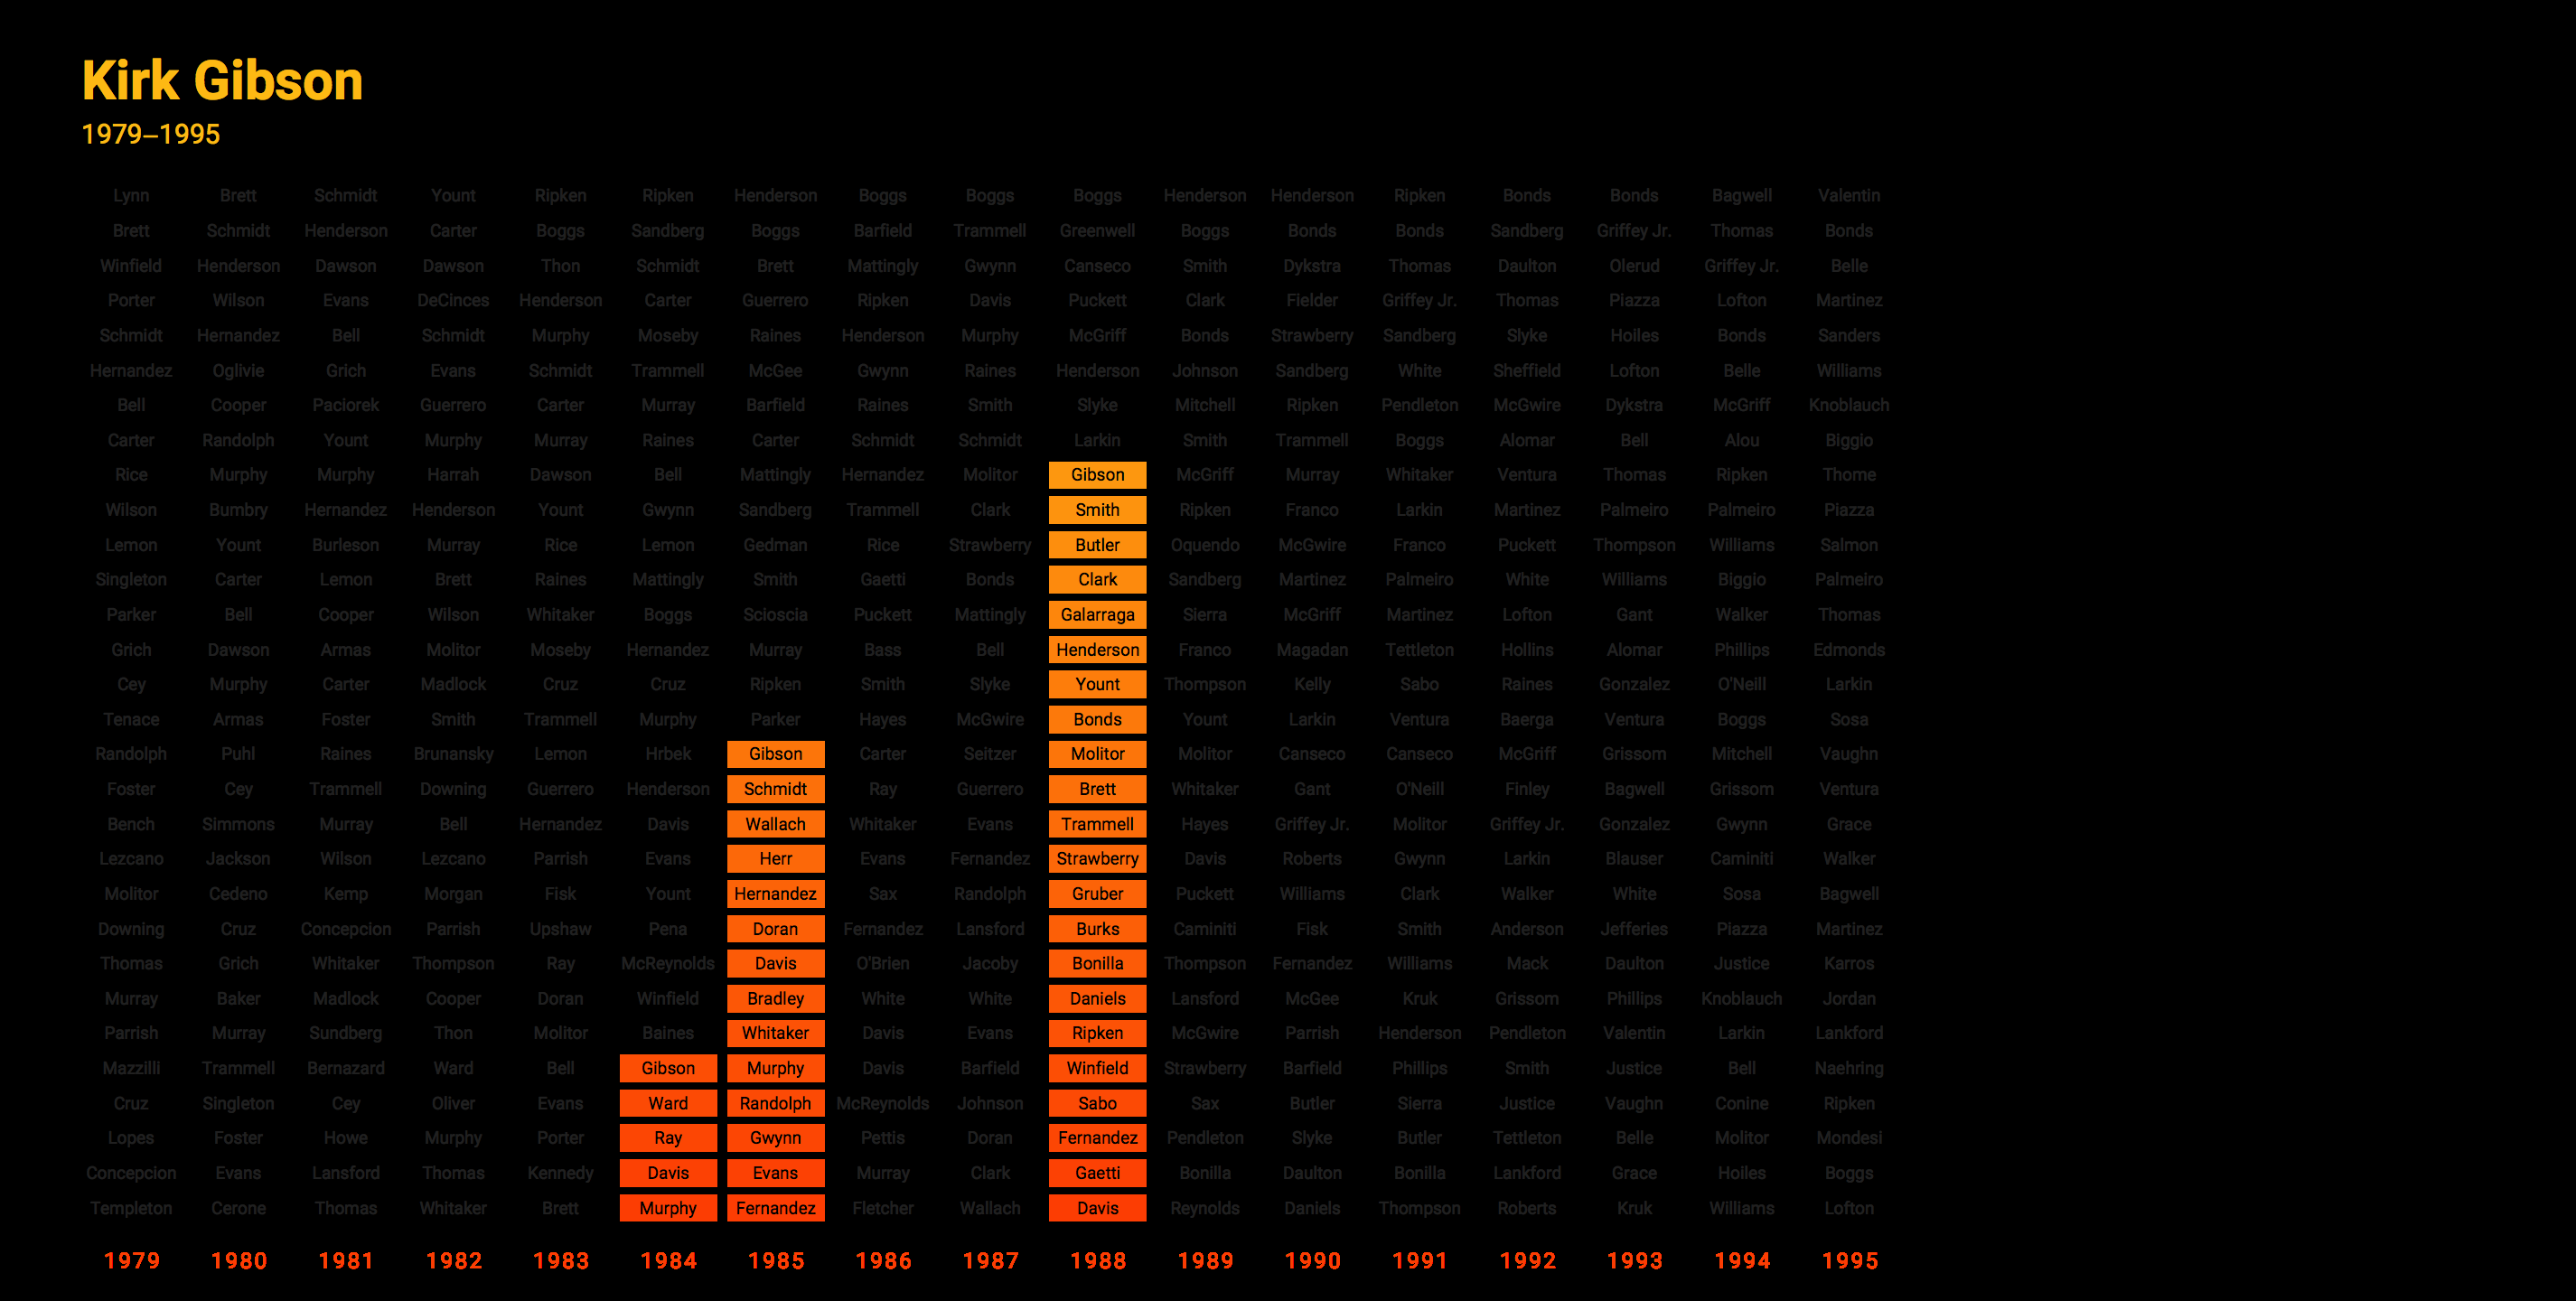 Kirk Gibson
1979–1995
Lynn Brett Schmidt Yount Ripken Ripken Henderson Boggs Boggs Boggs Henderson Henderson Ripken Bonds Bonds Bagwell Valentin
Brett Schmidt Henderson Carter Boggs Sandberg Boggs Barfield Trammell Greenwell Boggs Bonds Bonds Sandberg Griffey Jr. Thomas Bonds
Winfield Henderson Dawson Dawson Thon Schmidt Brett Mattingly Gwynn Canseco Smith Dykstra Thomas Daulton Olerud Griffey Jr. Belle
Porter Wilson Evans DeCinces Henderson Carter Guerrero Ripken Davis Puckett Clark Fielder Griffey Jr. Thomas Piazza Lofton Martinez
Schmidt Hernandez Bell Schmidt Murphy Moseby Raines Henderson Murphy McGriff Bonds Strawberry Sandberg Slyke Hoiles Bonds Sanders
Hernandez Oglivie Grich Evans Schmidt Trammell McGee Gwynn Raines Henderson Johnson Sandberg White Sheffield Lofton Belle Williams
Bell Cooper Paciorek Guerrero Carter Murray Barfield Raines Smith Slyke Mitchell Ripken Pendleton McGwire Dykstra McGriff Knoblauch
Carter Randolph Yount Murphy Murray Raines Carter Schmidt Schmidt Larkin Smith Trammell Boggs Alomar Bell Alou Biggio
Rice Murphy Murphy Harrah Dawson Bell Mattingly Hernandez Molitor Gibson McGriff Murray Whitaker Ventura Thomas Ripken Thome
Wilson Bumbry Hernandez Henderson Yount Gwynn Sandberg Trammell Clark Smith Ripken Franco Larkin Martinez Palmeiro Palmeiro Piazza
Lemon Yount Burleson Murray Rice Lemon Gedman Rice Strawberry Butler Oquendo McGwire Franco Puckett Thompson Williams Salmon
Singleton Carter Lemon Brett Raines Mattingly Smith Gaetti Bonds Clark Sandberg Martinez Palmeiro White Williams Biggio Palmeiro
Parker Bell Cooper Wilson Whitaker Boggs Scioscia Puckett Mattingly Galarraga Sierra McGriff Martinez Lofton Gant Walker Thomas
Grich Dawson Armas Molitor Moseby Hernandez Murray Bass Bell Henderson Franco Magadan Tettleton Hollins Alomar Phillips Edmonds
Cey Murphy Carter Madlock Cruz Cruz Ripken Smith Slyke Yount Thompson Kelly Sabo Raines Gonzalez O'Neill Larkin
Tenace Armas Foster Smith Trammell Murphy Parker Hayes McGwire Bonds Yount Larkin Ventura Baerga Ventura Boggs Sosa
Randolph Puhl Raines Brunansky Lemon Hrbek Gibson Carter Seitzer Molitor Molitor Canseco Canseco McGriff Grissom Mitchell Vaughn
Foster Cey Trammell Downing Guerrero Henderson Schmidt Ray Guerrero Brett Whitaker Gant O'Neill Finley Bagwell Grissom Ventura
Bench Simmons Murray Bell Hernandez Davis Wallach Whitaker Evans Trammell Hayes Griffey Jr. Molitor Griffey Jr. Gonzalez Gwynn Grace
Lezcano Jackson Wilson Lezcano Parrish Evans Herr Evans Fernandez Strawberry Davis Roberts Gwynn Larkin Blauser Caminiti Walker
Molitor Cedeno Kemp Morgan Fisk Yount Hernandez Sax Randolph Gruber Puckett Williams Clark Walker White Sosa Bagwell
Downing Cruz Concepcion Parrish Upshaw Pena Doran Fernandez Lansford Burks Caminiti Fisk Smith Anderson Jefferies Piazza Martinez
Thomas Grich Whitaker Thompson Ray McReynolds Davis O'Brien Jacoby Bonilla Thompson Fernandez Williams Mack Daulton Justice Karros
Murray Baker Madlock Cooper Doran Winfield Bradley White White Daniels Lansford McGee Kruk Grissom Phillips Knoblauch Jordan
Parrish Murray Sundberg Thon Molitor Baines Whitaker Davis Evans Ripken McGwire Parrish Henderson Pendleton Valentin Larkin Lankford
Mazzilli Trammell Bernazard Ward Bell Gibson Murphy Davis Barfield Winfield Strawberry Barfield Phillips Smith Justice Bell Naehring
Cruz Singleton Cey Oliver Evans Ward Randolph McReynolds Johnson Sabo Sax Butler Sierra Justice Vaughn Conine Ripken
Lopes Foster Howe Murphy Porter Ray Gwynn Pettis Doran Fernandez Pendleton Slyke Butler Tettleton Belle Molitor Mondesi
Concepcion Evans Lansford Thomas Kennedy Davis Evans Murray Clark Gaetti Bonilla Daulton Bonilla Lankford Grace Hoiles Boggs
Templeton Cerone Thomas Whitaker Brett Murphy Fernandez Fletcher Wallach Davis Reynolds Daniels Thompson Roberts Kruk Williams Lofton
1979 1980 1981 1982 1983 1984 1985 1986 1987 1988 1989 1990 1991 1992 1993 1994 1995